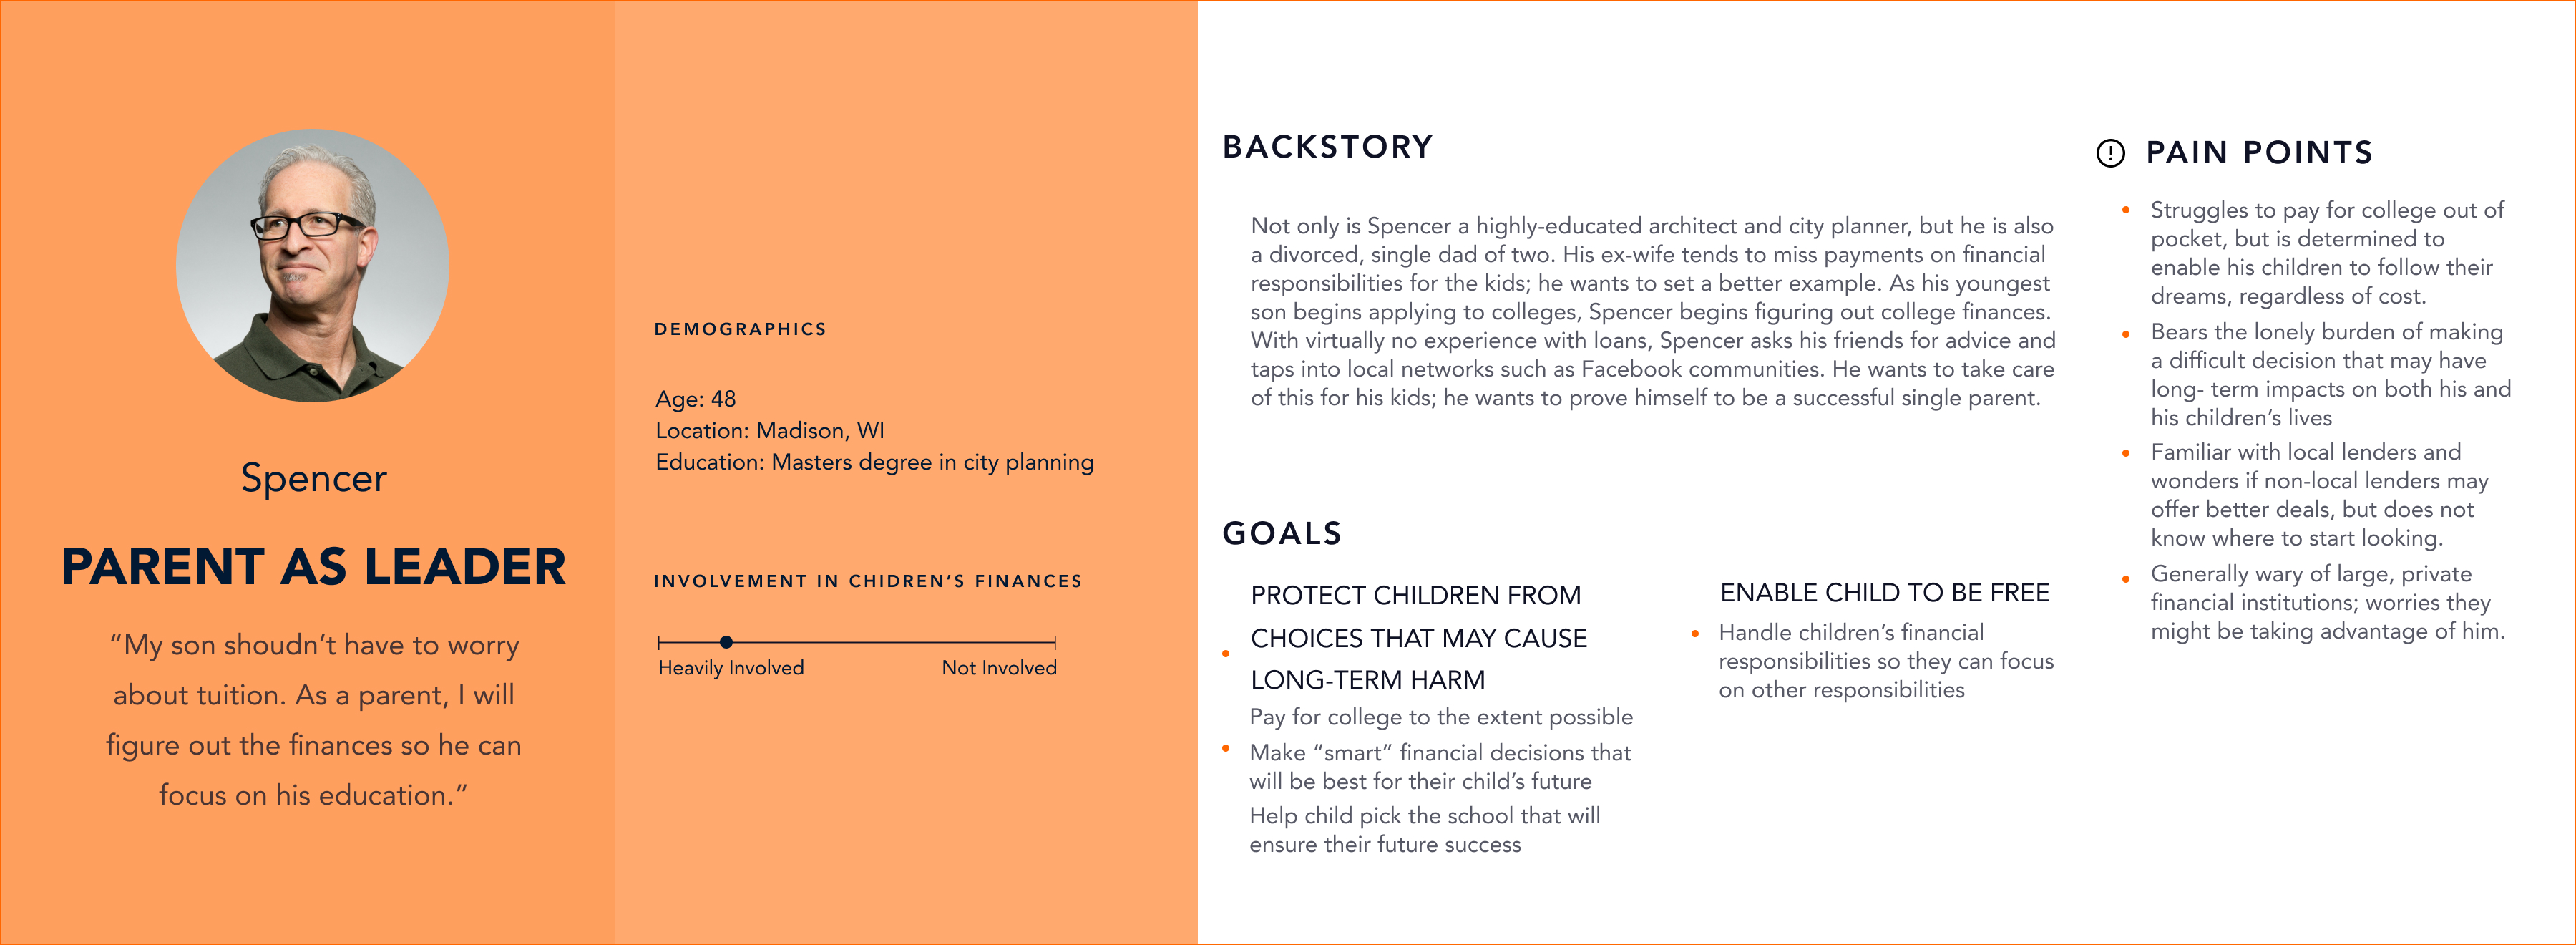 Spencer
PARENT AS LEADER
“My son shoudn’t have to worry
about tuition. As a parent, I will
figure out the finances so he can
focus on his education.”
DEMOGRAPHICS
Age: 48
Location: Madison, WI
Education: Masters degree in city planning
INVOLVEMENT IN CHIDREN’S FINANCES
Heavily Involved
Not Involved
BACKSTORY
Not only is Spencer a highly-educated architect and city planner, but he is also
a divorced, single dad of two. His ex-wife tends to miss payments on financial
responsibilities for the kids; he wants to set a better example. As his youngest
son begins applying to colleges, Spencer begins figuring out college finances.
With virtually no experience with loans, Spencer asks his friends for advice and
taps into local networks such as Facebook communities. He wants to take care
of this for his kids; he wants to prove himself to be a successful single parent.
GOALS
PROTECT CHILDREN FROM
CHOICES THAT MAY CAUSE
LONG-TERM HARM
Pay for college to the extent possible
Make “smart” financial decisions that
will be best for their child’s future
Help child pick the school that will
ensure their future success
ENABLE CHILD TO BE FREE
Handle children’s financial
responsibilities so they can focus
on other responsibilities
PAIN POINTS
Struggles to pay for college out of
pocket, but is determined to
enable his children to follow their
dreams, regardless of cost.
Bears the lonely burden of making
a difficult decision that may have
long- term impacts on both his and
his children’s lives
Familiar with local lenders and
wonders if non-local lenders may
offer better deals, but does not
know where to start looking.
Generally wary of large, private
financial institutions; worries they
might be taking advantage of him.